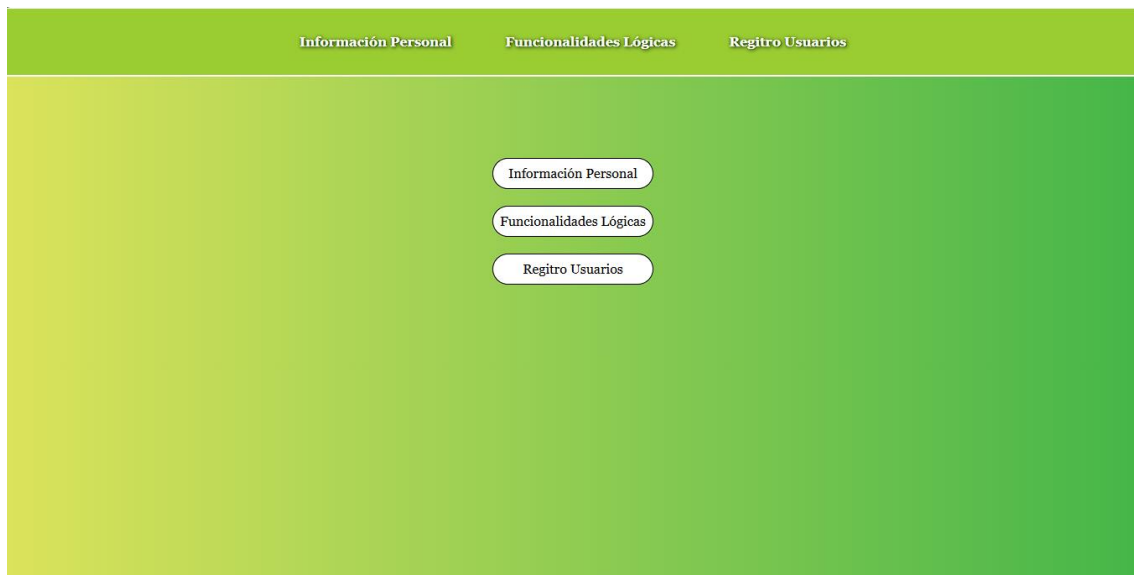 Información Personal Funcionalidades Lógicas Regitro Usuarios
Información Personal
Funcionalidades Lógicas
Regitro Usuarios